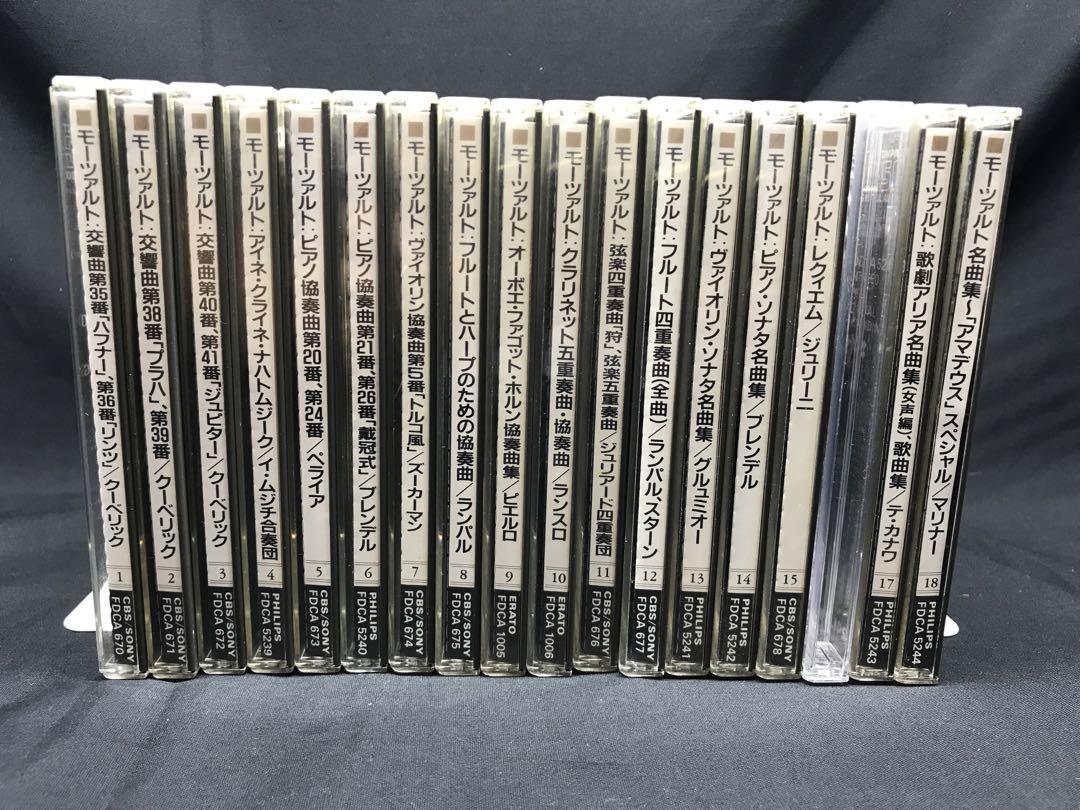 モーツァルト:交響曲第35番「ハフナー」、第36番「リンツ」/クーベリック
1
CBS/SONY
FDCA 670
モーツァルト:交響曲第38番「プラハ」、第39番/クーベリック
2
CBS/SONY
FDCA 671
モーツァルト:交響曲第40番、第41番「ジュピター」/クーベリック
3
CBS/SONY
FDCA 672
モーツァルト:アイネ・クライネ・ナハトムジーク/イ・ムジチ合奏団
4
PHILIPS
FDCA 5239
モーツァルト:ピアノ協奏曲第20番、第24番/ペライア
5
CBS/SONY
FDCA 673
モーツァルト:ピアノ協奏曲第21番、第26番「戴冠式」/ブレンデル
6
PHILIPS
FDCA 5240
モーツァルト:ヴァイオリン協奏曲第5番「トルコ風」/ズーカーマン
7
CBS/SONY
FDCA 674
モーツァルト:フルートとハープのための協奏曲/ランパル
8
CBS/SONY
FDCA 675
モーツァルト:オーボエ・ファゴット・ホルン協奏曲集/ピエルロ
9
ERATO
FDCA 1005
モーツァルト:クラリネット五重奏曲・協奏曲/ランスロ
10
ERATO
FDCA 1006
モーツァルト:弦楽四重奏曲「狩」、弦楽五重奏曲/ジュリアード四重奏団
11
CBS/SONY
FDCA 676
モーツァルト:フルート四重奏曲(全曲)/ランパル、スターン
12
CBS/SONY
FDCA 677
モーツァルト:ヴァイオリン・ソナタ名曲集/グルュミオー
13
PHILIPS
FDCA 5241
モーツァルト:ピアノ・ソナタ名曲集/ブレンデル
14
PHILIPS
FDCA 5242
モーツァルト:レクィエム/ジュリーニ
15
CBS/SONY
FDCA 678
モーツァルト:歌劇アリア名曲集(女声編)、歌曲集/テ・カナワ
17
PHILIPS
FDCA 5243
モーツァルト名曲集〜「アマデウス」スペシャル/マリナー
18
PHILIPS
FDCA 5244